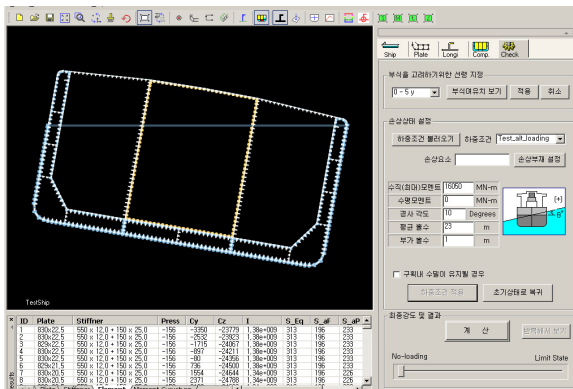 Ship Plate Longi Comp. Check
부식을 고려하기위한 선령 지정
0 - 5 y 부식여유치 보기 적용 취소
손상상태 설정
하중조건 불러오기 하중조건 Test_alt_loading
손상요소 손상부재 설정
수직(최대)모멘트 16050 MN-m
수평모멘트 0 MN-m
경사 각도 10 Degrees
평균 흘수 23 m
부가 흘수 1 m
[+]
구획내 수밀이 유지될 경우
하중조건 적용 초기상태로 복귀
최종강도 및 결과
계 산
No-loading Limit State
TestShip
ID Plate Stiffner Press Cy Cz I S_Eq S_aF S_aP
1 830x22,5 550 x 12,0 + 150 x 25,0 -156 -3350 -23779 1,38e+009 313 196 233
2 830x22,5 550 x 12,0 + 150 x 25,0 -156 -2532 -23923 1,38e+009 313 196 233
3 829x22,5 550 x 12,0 + 150 x 25,0 -156 -1715 -24067 1,38e+009 313 196 233
4 830x22,5 550 x 12,0 + 150 x 25,0 -156 -897 -24211 1,38e+009 313 196 233
5 830x22,5 550 x 12,0 + 150 x 25,0 -156 -80 -24356 1,38e+009 313 196 233
6 829x21,5 550 x 12,0 + 150 x 25,0 -156 736 -24500 1,38e+009 313 196 233
7 830x22,5 550 x 12,0 + 150 x 25,0 -156 1554 -24644 1,34e+009 313 196 226
8 830x22,5 550 x 12,0 + 150 x 25,0 -156 2371 -24788 1,34e+009 313 196 226